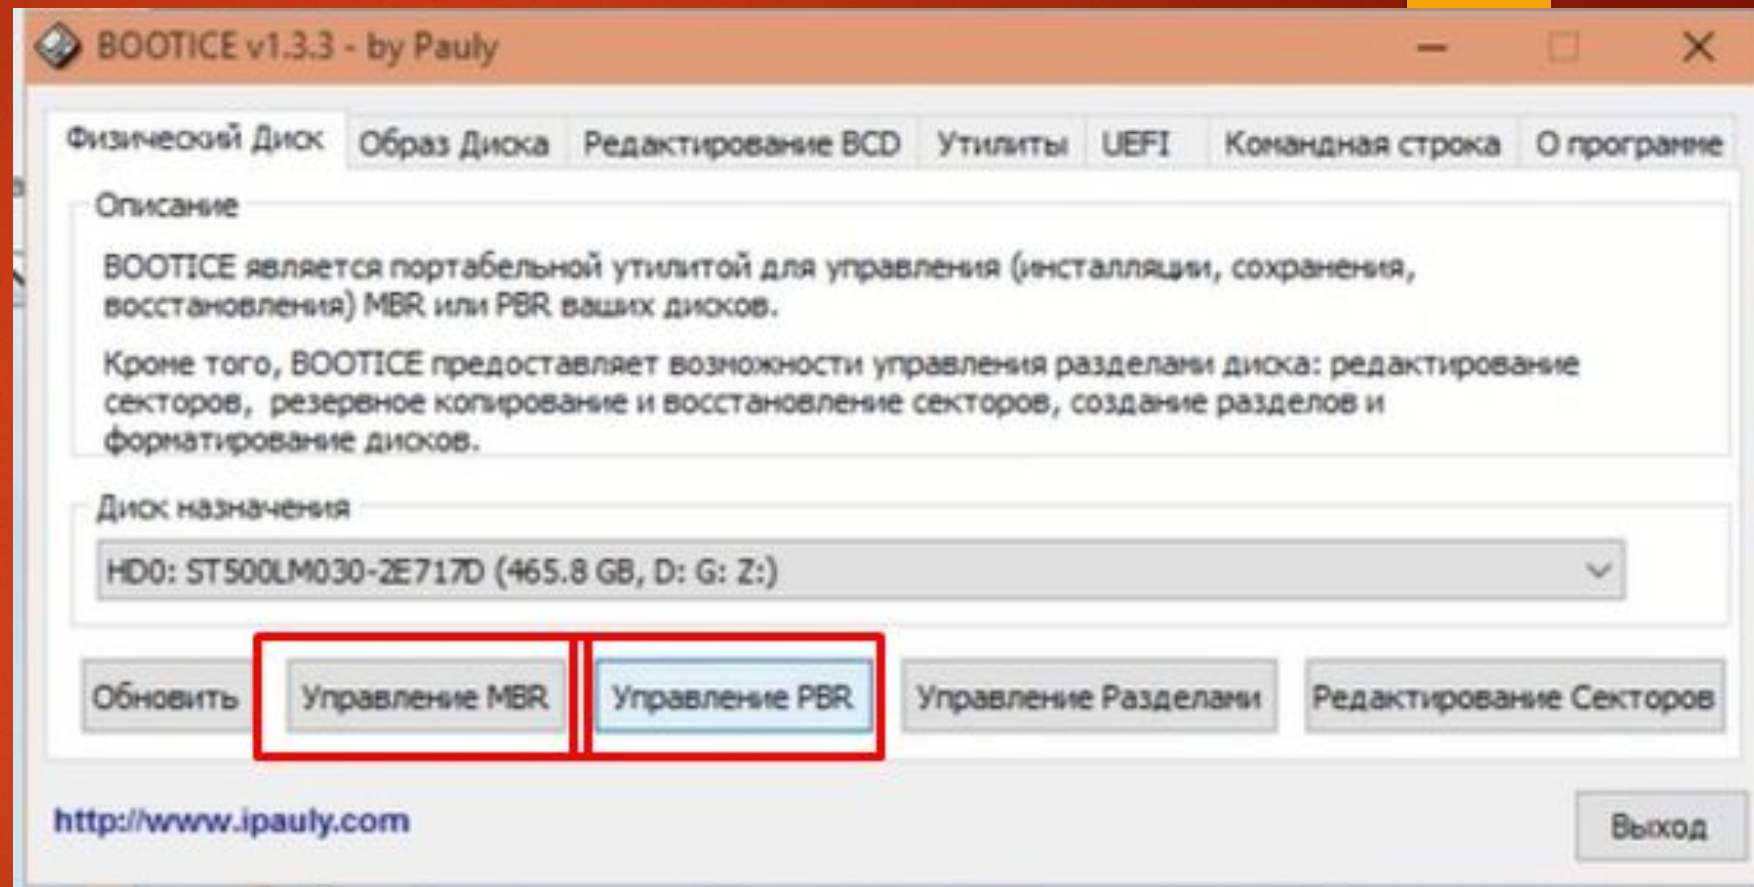 BOOTICE v1.3.3 - by Pauly
Физический Диск Образ Диска Редактирование BCD Утилиты UEFI Командная строка О программе
Описание
BOOTICE является портабельной утилитой для управления (инсталляции, сохранения,
восстановления) MBR или PBR ваших дисков.
Кроме того, BOOTICE предоставляет возможности управления разделами диска: редактирование
секторов, резервное копирование и восстановление секторов, создание разделов и
форматирование дисков.
Диск назначения
HD0: ST500LM030-2E717D (465.8 GB, D: G: Z:)
Обновить Управление MBR Управление PBR Управление Разделами Редактирование Секторов
http://www.ipauly.com
Выход